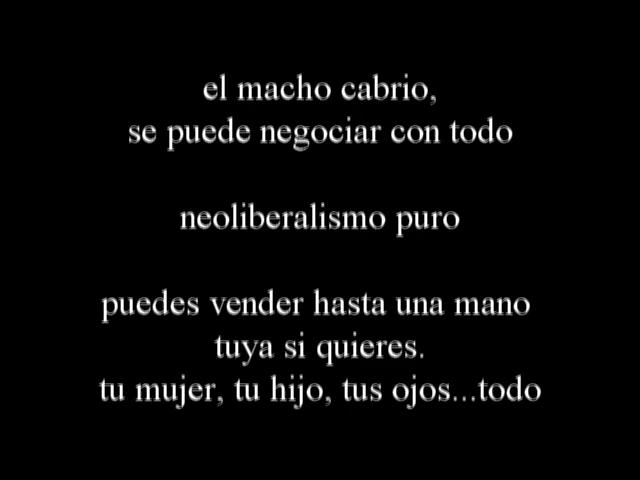 el macho cabrio,
se puede negociar con todo
neoliberalismo puro
puedes vender hasta una mano
tuya si quieres.
tu mujer, tu hijo, tus ojos...todo